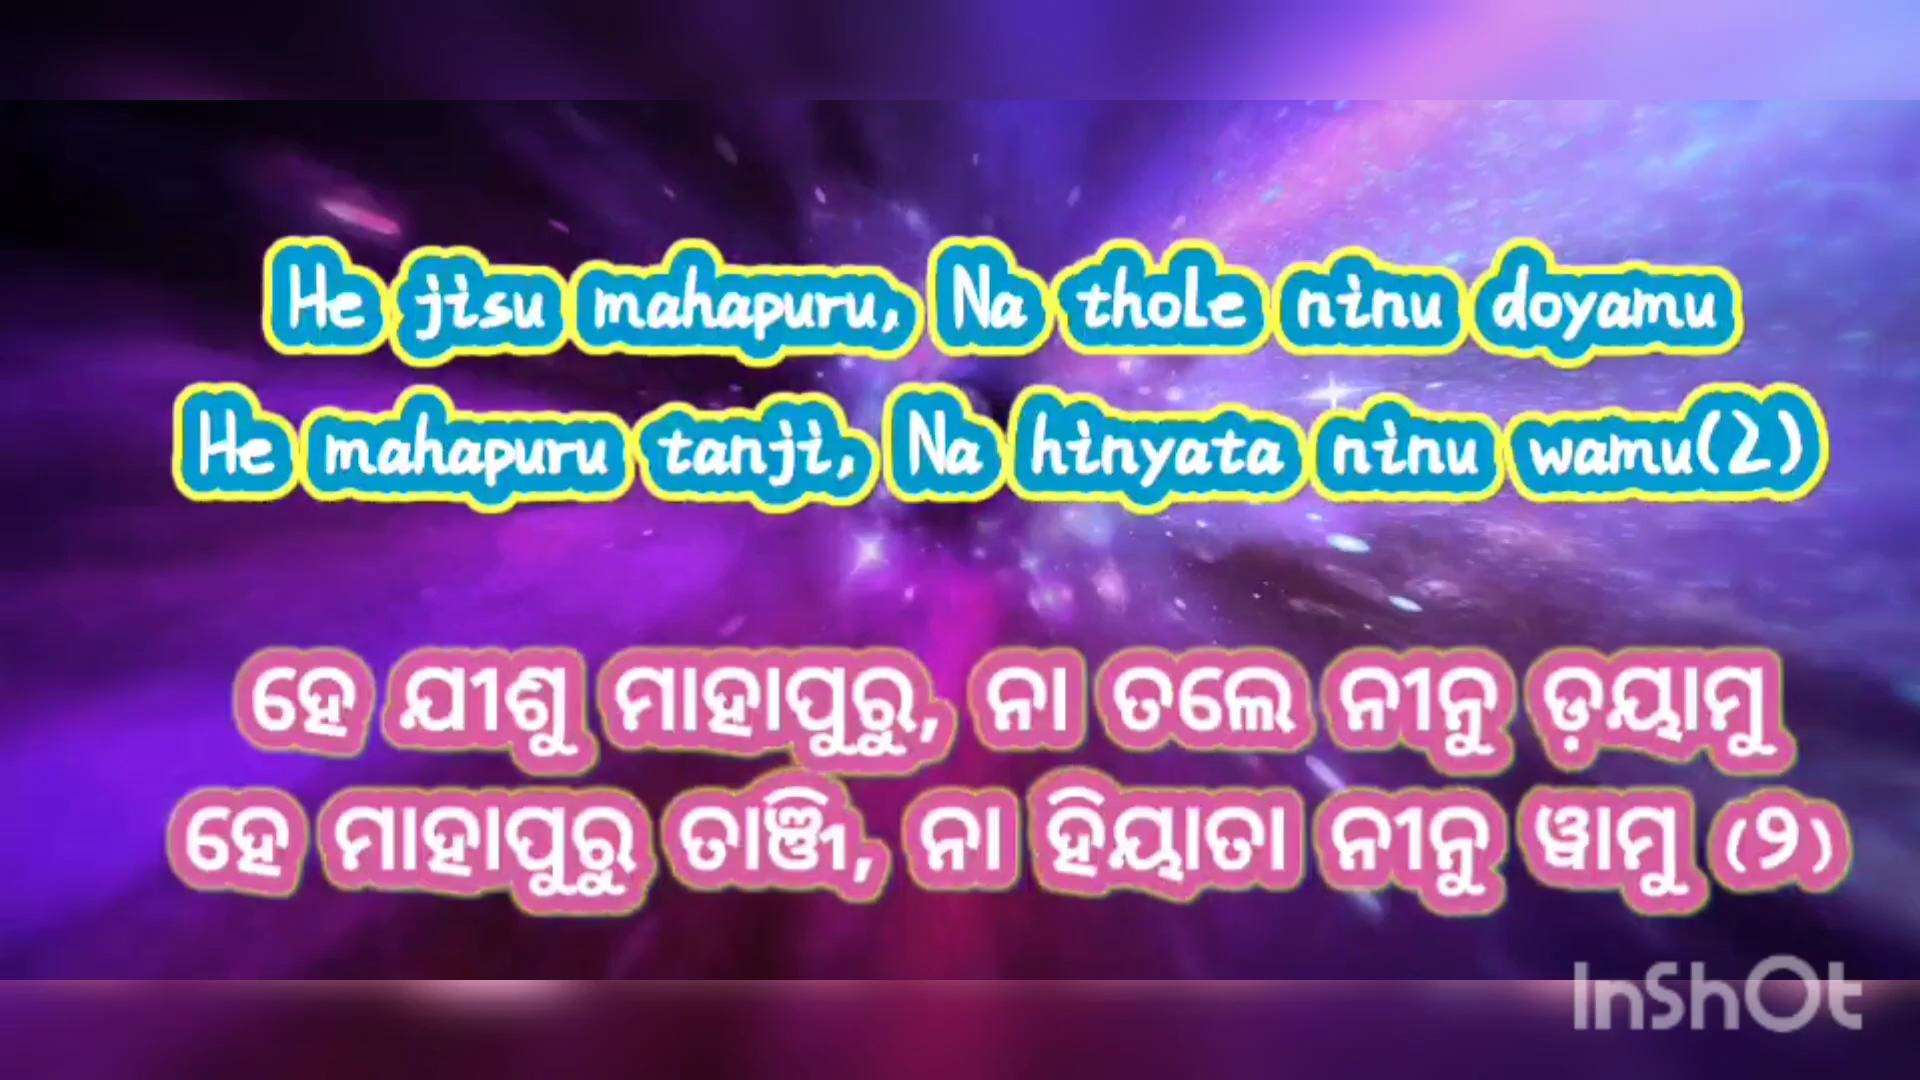 He jisu mahapuru, Na thole ninu doyamu
He mahapuru tanji, Na hinyata ninu wamu(2)
ହେ ଯୀଶୁ ମାହାପୁରୁ, ନା ତଲେ ନୀନୁ ଡ଼ୟାମୁ
ହେ ମାହାପୁରୁ ତାଞ୍ଜି, ନା ହିୟାତା ନୀନୁ ୱାମୁ (୨)
InShOt